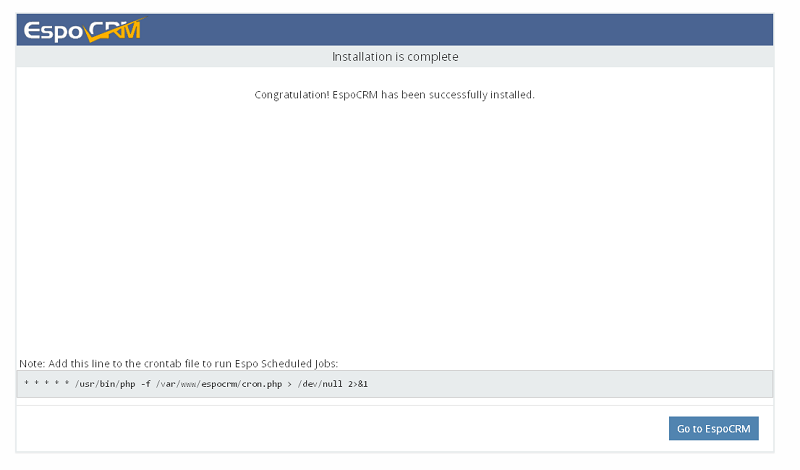 EspoCRM
Installation is complete
Congratulation! EspoCRM has been successfully installed.
Note: Add this line to the crontab file to run Espo Scheduled Jobs:
* * * * * /usr/bin/php -f /var/www/espocrm/cron.php > /dev/null 2>&1
Go to EspoCRM